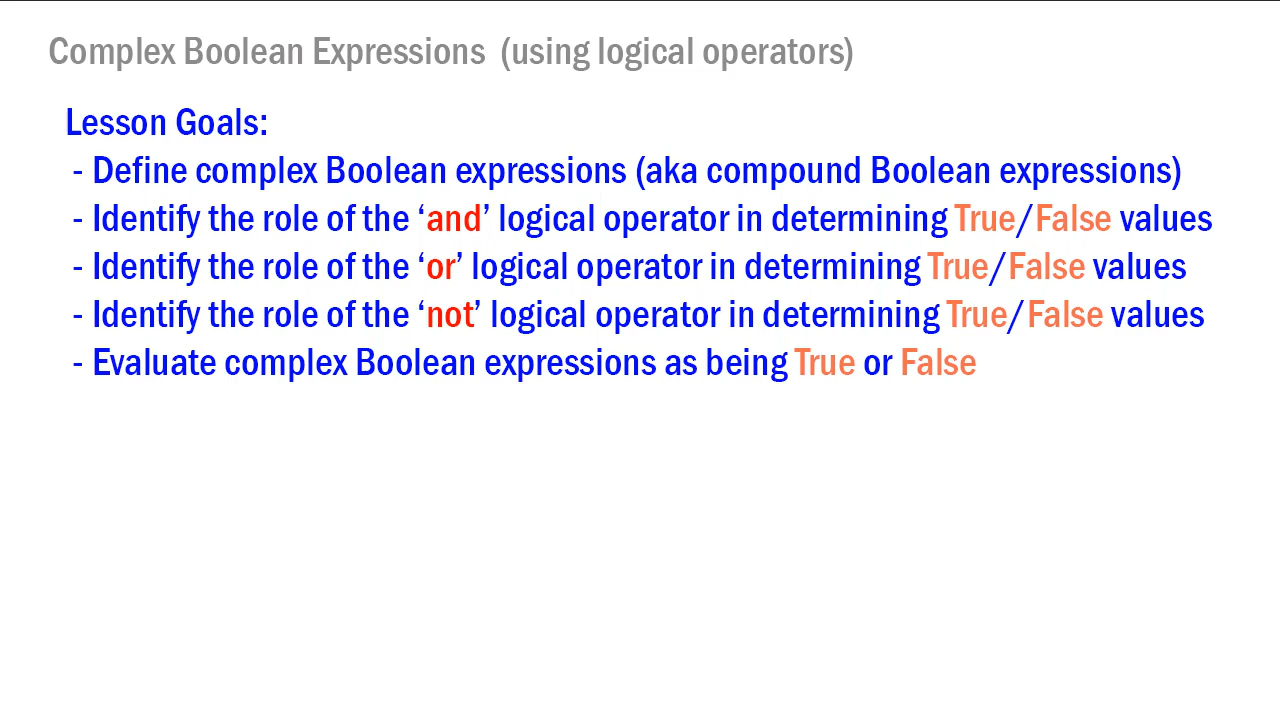 Complex Boolean Expressions  (using logical operators)
Lesson Goals:
- Define complex Boolean expressions (aka compound Boolean expressions)
- Identify the role of the ‘and’ logical operator in determining True/False values
- Identify the role of the ‘or’ logical operator in determining True/False values
- Identify the role of the ‘not’ logical operator in determining True/False values
- Evaluate complex Boolean expressions as being True or False